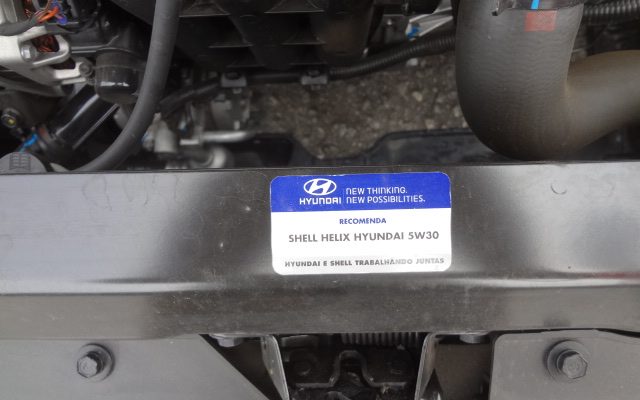 HYUNDAI
NEW THINKING.
NEW POSSIBILITIES.
RECOMENDA
SHELL HELIX HYUNDAI 5W30
HYUNDAI E SHELL TRABALHANDO JUNTAS